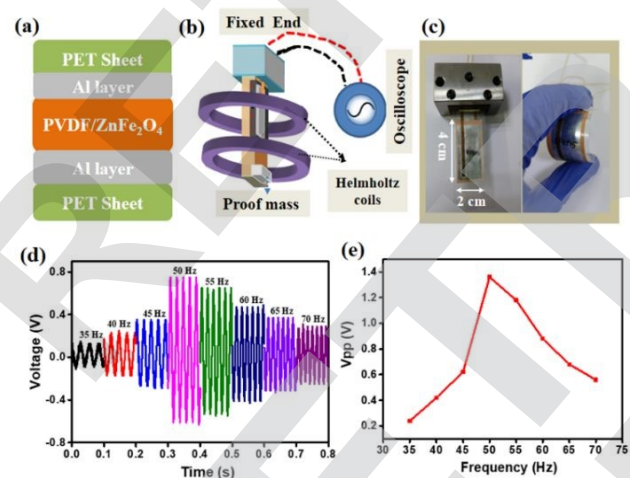 (a)
PET Sheet
Al layer
PVDF/ZnFe₂O₄
Al layer
PET Sheet
(b)
Fixed End
Oscilloscope
Helmholtz
coils
Proof mass
(c)
4 cm
2 cm
(d)
50 Hz
55 Hz
60 Hz
45 Hz
65 Hz
40 Hz
70 Hz
35 Hz
Voltage (V)
0.8
0.4
0.0
-0.4
-0.8
0.0 0.1 0.2 0.3 0.4 0.5 0.6 0.7 0.8
Time (s)
(e)
Vpp (V)
1.4
1.2
1.0
0.8
0.6
0.4
0.2
30 35 40 45 50 55 60 65 70 75
Frequency (Hz)